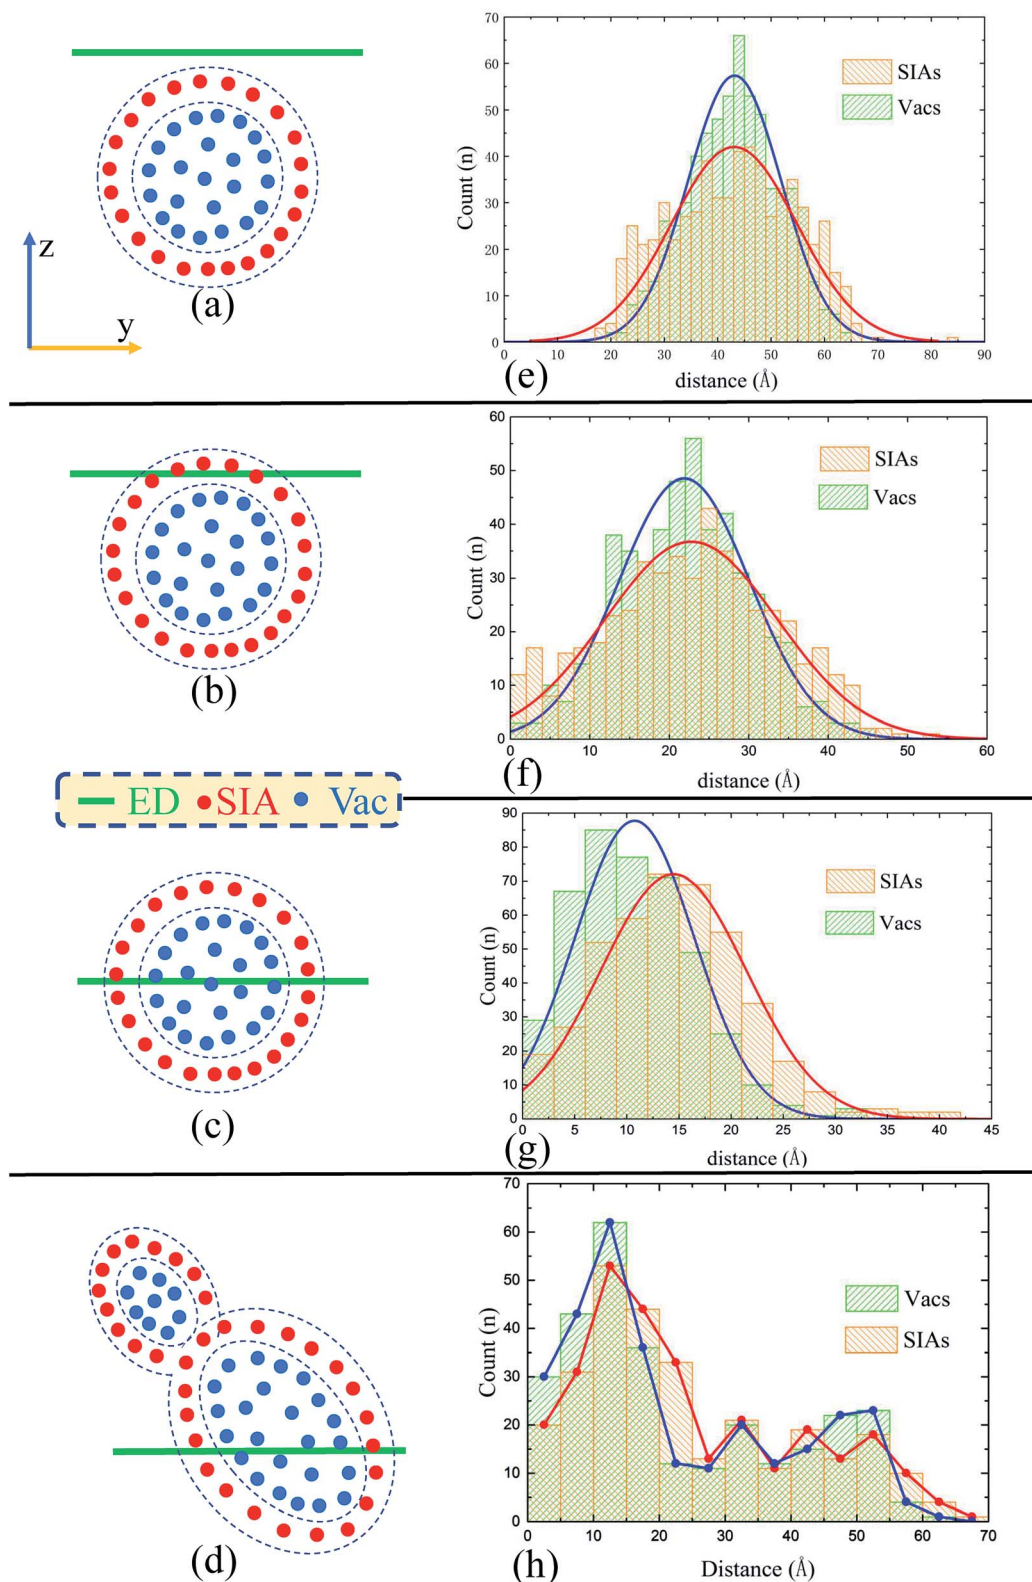 z
y
(a)
70
60
50
40
30
20
10
0
Count (n)
SIAs
Vacs
0 10 20 30 40 50 60 70 80 90
distance (Å)
(e)
(b)
60
50
40
30
20
10
0
Count (n)
SIAs
Vacs
0 10 20 30 40 50 60
distance (Å)
(f)
ED SIA Vac
(c)
90
80
70
60
50
40
30
20
10
0
Count (n)
SIAs
Vacs
0 5 10 15 20 25 30 35 40 45
distance (Å)
(g)
(d)
70
60
50
40
30
20
10
0
Count (n)
Vacs
SIAs
0 10 20 30 40 50 60 70
Distance (Å)
(h)